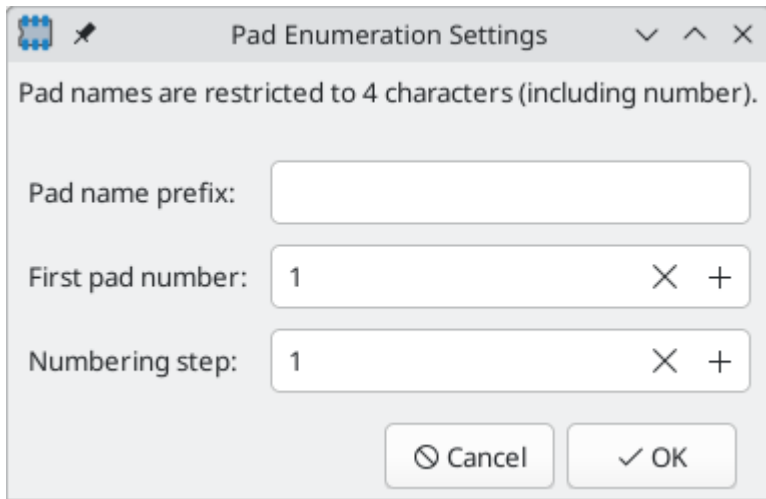 Pad Enumeration Settings
Pad names are restricted to 4 characters (including number).
Pad name prefix:
First pad number: 1
Numbering step: 1
Cancel OK